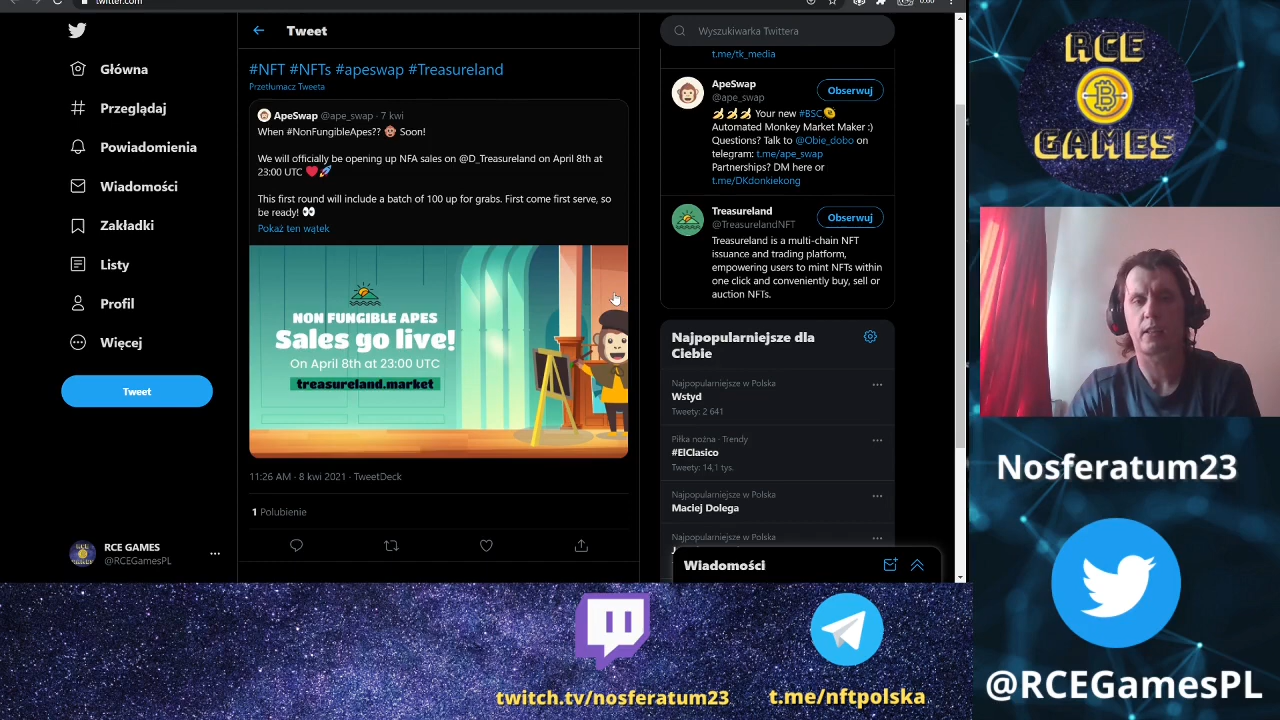 twitter.com
Tweet
#NFT #NFTs #apeswap #Treasureland
Przetłumacz Tweeta
ApeSwap @ape_swap · 7 kwi
When #NonFungibleApes?? 🙊 Soon!
We will officially be opening up NFA sales on @D_Treasureland on April 8th at
23:00 UTC ❤️🚀
This first round will include a batch of 100 up for grabs. First come first serve, so
be ready! 👀
Pokaż ten wątek
NON FUNGIBLE APES
Sales go live!
On April 8th at 23:00 UTC
treasureland.market
11:26 AM · 8 kwi 2021 · TweetDeck
1 Polubienie
Główna
Przeglądaj
Powiadomienia
Wiadomości
Zakładki
Listy
Profil
Więcej
Tweet
RCE GAMES
@RCEGamesPL
Wyszukiwarka Twittera
t.me/tk_media
ApeSwap
@ape_swap
Obserwuj
🍌🍌🍌 Your new #BSC
Automated Monkey Market Maker :)
Questions? Talk to @Obie_dobo on
telegram: t.me/ape_swap
Partnerships? DM here or
t.me/DKdonkiekong
Treasureland
@TreasurelandNFT
Obserwuj
Treasureland is a multi-chain NFT
issuance and trading platform,
empowering users to mint NFTs within
one click and conveniently buy, sell or
auction NFTs.
Najpopularniejsze dla
Ciebie
Najpopularniejsze w Polska
Wstyd
Tweety: 2 641
Piłka nożna · Trendy
#ElClasico
Tweety: 14,1 tys.
Najpopularniejsze w Polska
Maciej Dolega
Najpopularniejsze w Polska
Wiadomości
RCE
GAMES
Nosferatum23
@RCEGamesPL
twitch.tv/nosferatum23
t.me/nftpolska